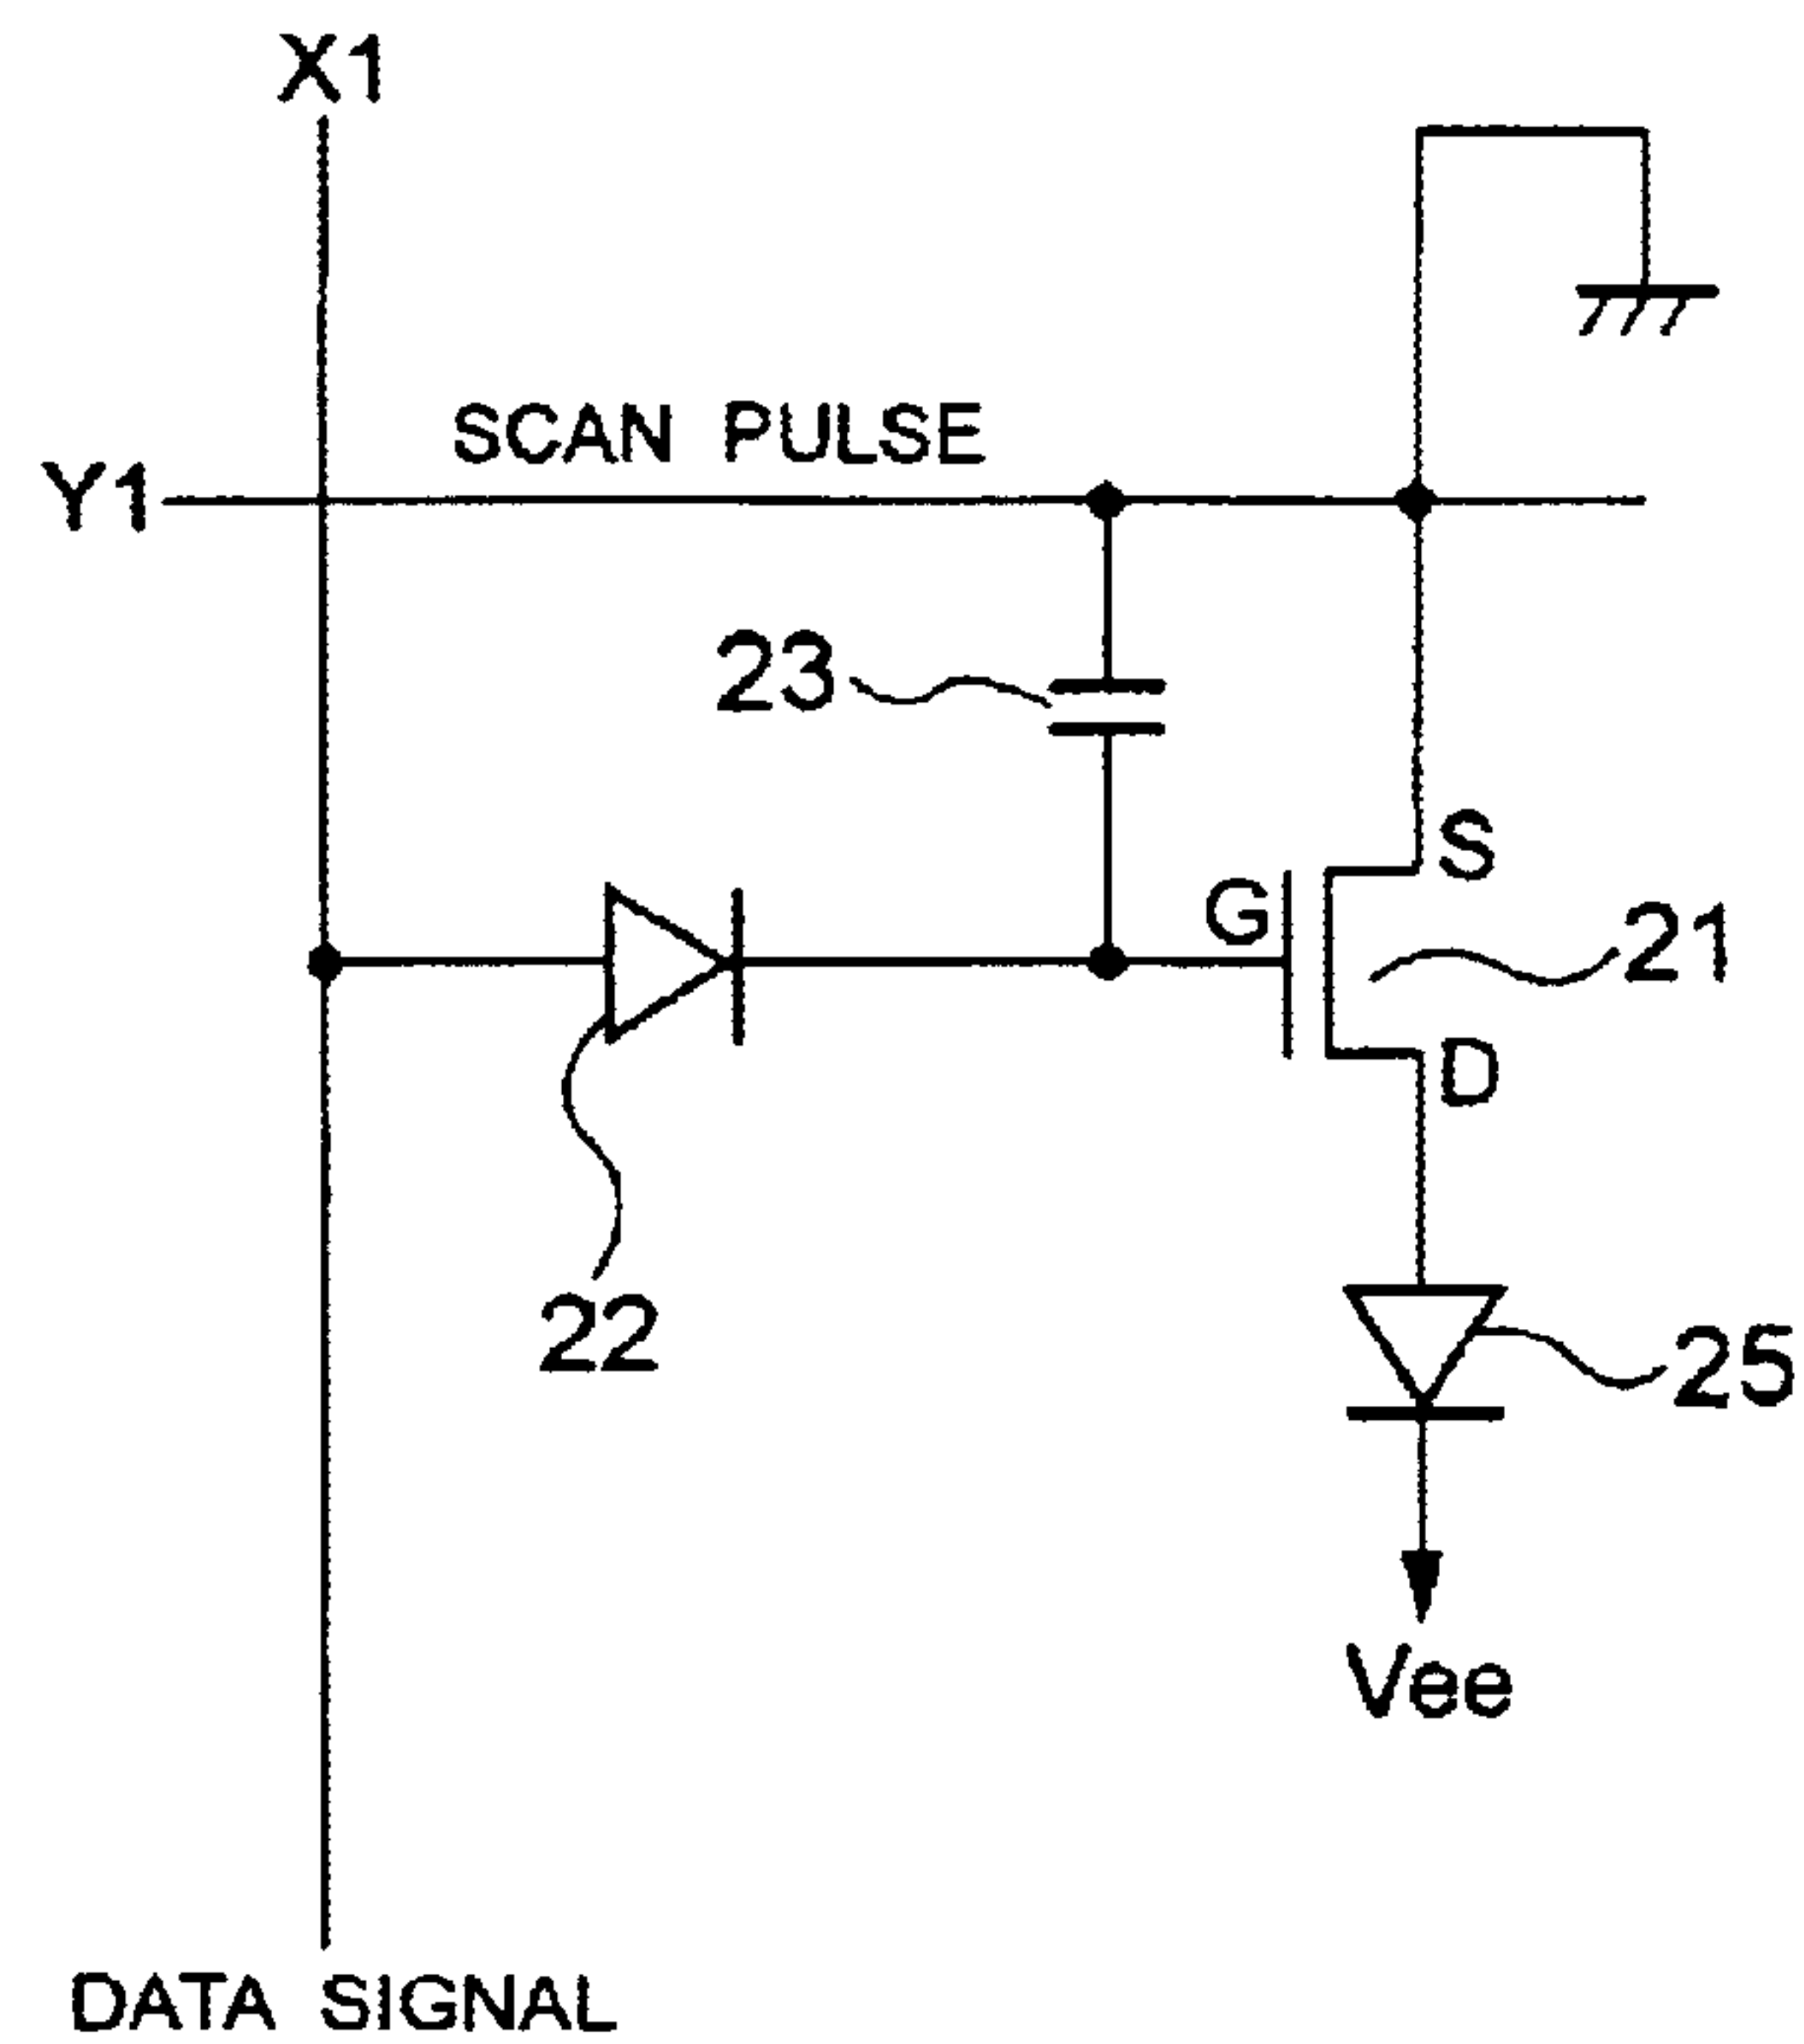 X1
SCAN PULSE
Y1
23
S
G
21
D
22
25
Vee
DATA SIGNAL